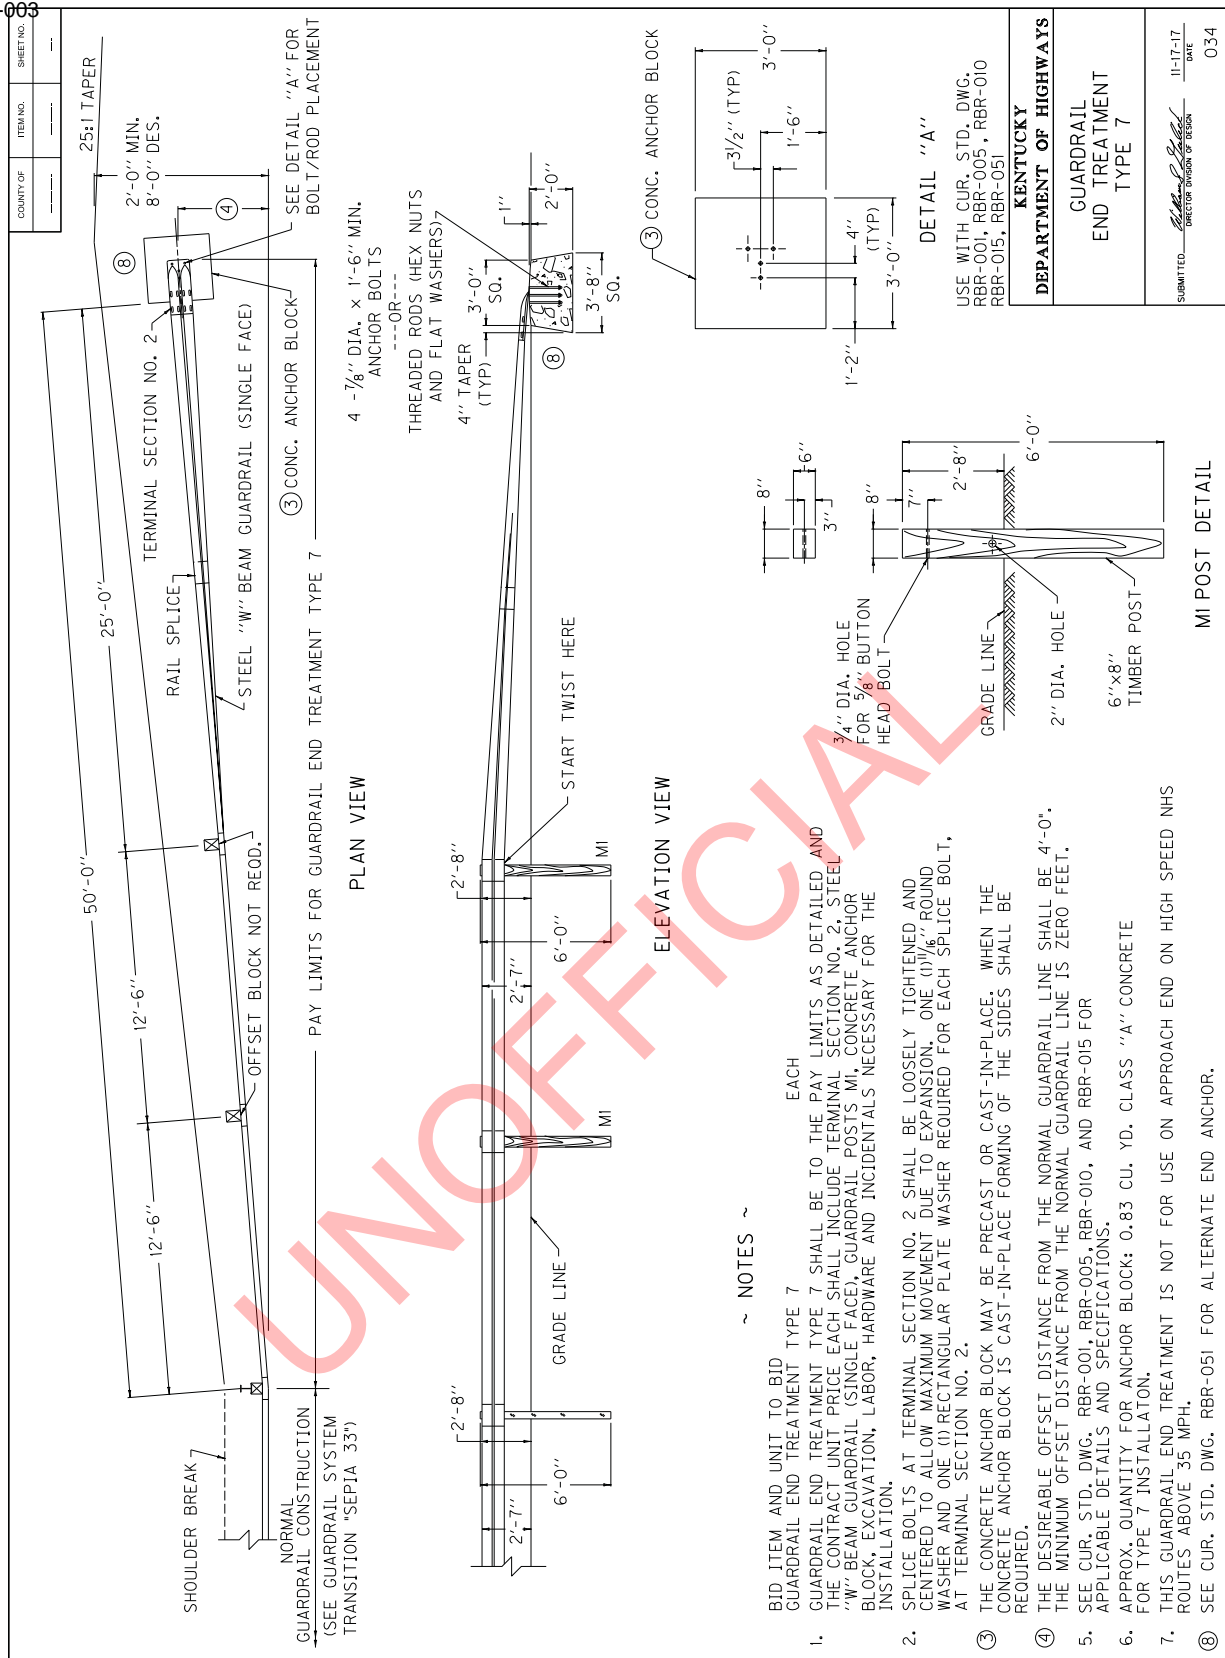 -003
COUNTY OF
ITEM NO.
SHEET NO.
25:1 TAPER
2'-0'' MIN.
8'-0'' DES.
8
4
SEE DETAIL ''A'' FOR
BOLT/ROD PLACEMENT
50'-0''
25'-0''
12'-6''
12'-6''
TERMINAL SECTION NO. 2
RAIL SPLICE
STEEL ''W'' BEAM GUARDRAIL (SINGLE FACE)
3 CONC. ANCHOR BLOCK
OFFSET BLOCK NOT REQD.
PAY LIMITS FOR GUARDRAIL END TREATMENT TYPE 7
SHOULDER BREAK
NORMAL
GUARDRAIL CONSTRUCTION
(SEE GUARDRAIL SYSTEM
TRANSITION "SEPIA 33")
PLAN VIEW
4 -7/8'' DIA. x 1'-6'' MIN.
ANCHOR BOLTS
---OR---
THREADED RODS (HEX NUTS
AND FLAT WASHERS)
4'' TAPER
(TYP)
3'-0''
SQ.
1''
2'-0''
3'-8''
SQ.
8
START TWIST HERE
2'-8''
6'-0''
2'-7''
M1
M1
GRADE LINE
2'-8''
6'-0''
2'-7''
ELEVATION VIEW
3 CONC. ANCHOR BLOCK
3'-0''
3 1/2'' (TYP)
1'-6''
4''
(TYP)
3'-0''
1'-2''
DETAIL ''A''
8''
6''
3''
8''
7''
2'-8''
6'-0''
3/4'' DIA. HOLE
FOR 5/8'' BUTTON
HEAD BOLT
GRADE LINE
2'' DIA. HOLE
6''x8''
TIMBER POST
M1 POST DETAIL
~ NOTES ~
BID ITEM AND UNIT TO BID
GUARDRAIL END TREATMENT TYPE 7 EACH
1. GUARDRAIL END TREATMENT TYPE 7 SHALL BE TO THE PAY LIMITS AS DETAILED AND
THE CONTRACT UNIT PRICE EACH SHALL INCLUDE TERMINAL SECTION NO. 2, STEEL
''W'' BEAM GUARDRAIL (SINGLE FACE), GUARDRAIL POSTS M1, CONCRETE ANCHOR
BLOCK, EXCAVATION, LABOR, HARDWARE AND INCIDENTALS NECESSARY FOR THE
INSTALLATION.
2. SPLICE BOLTS AT TERMINAL SECTION NO. 2 SHALL BE LOOSELY TIGHTENED AND
CENTERED TO ALLOW MAXIMUM MOVEMENT DUE TO EXPANSION. ONE (1) 11/16'' ROUND
WASHER AND ONE (1) RECTANGULAR PLATE WASHER REQUIRED FOR EACH SPLICE BOLT,
AT TERMINAL SECTION NO. 2.
3 THE CONCRETE ANCHOR BLOCK MAY BE PRECAST OR CAST-IN-PLACE. WHEN THE
CONCRETE ANCHOR BLOCK IS CAST-IN-PLACE FORMING OF THE SIDES SHALL BE
REQUIRED.
4 THE DESIREABLE OFFSET DISTANCE FROM THE NORMAL GUARDRAIL LINE SHALL BE 4'-0".
THE MINIMUM OFFSET DISTANCE FROM THE NORMAL GUARDRAIL LINE IS ZERO FEET.
5. SEE CUR. STD. DWG. RBR-001, RBR-005, RBR-010, AND RBR-015 FOR
APPLICABLE DETAILS AND SPECIFICATIONS.
6. APPROX. QUANTITY FOR ANCHOR BLOCK: 0.83 CU. YD. CLASS ''A'' CONCRETE
FOR TYPE 7 INSTALLATON.
7. THIS GUARDRAIL END TREATMENT IS NOT FOR USE ON APPROACH END ON HIGH SPEED NHS
ROUTES ABOVE 35 MPH.
8 SEE CUR. STD. DWG. RBR-051 FOR ALTERNATE END ANCHOR.
USE WITH CUR. STD. DWG.
RBR-001, RBR-005, RBR-010
RBR-015, RBR-051
KENTUCKY
DEPARTMENT OF HIGHWAYS
GUARDRAIL
END TREATMENT
TYPE 7
SUBMITTED
DIRECTOR DIVISION OF DESIGN
11-17-17
DATE
034
UNOFFICIAL